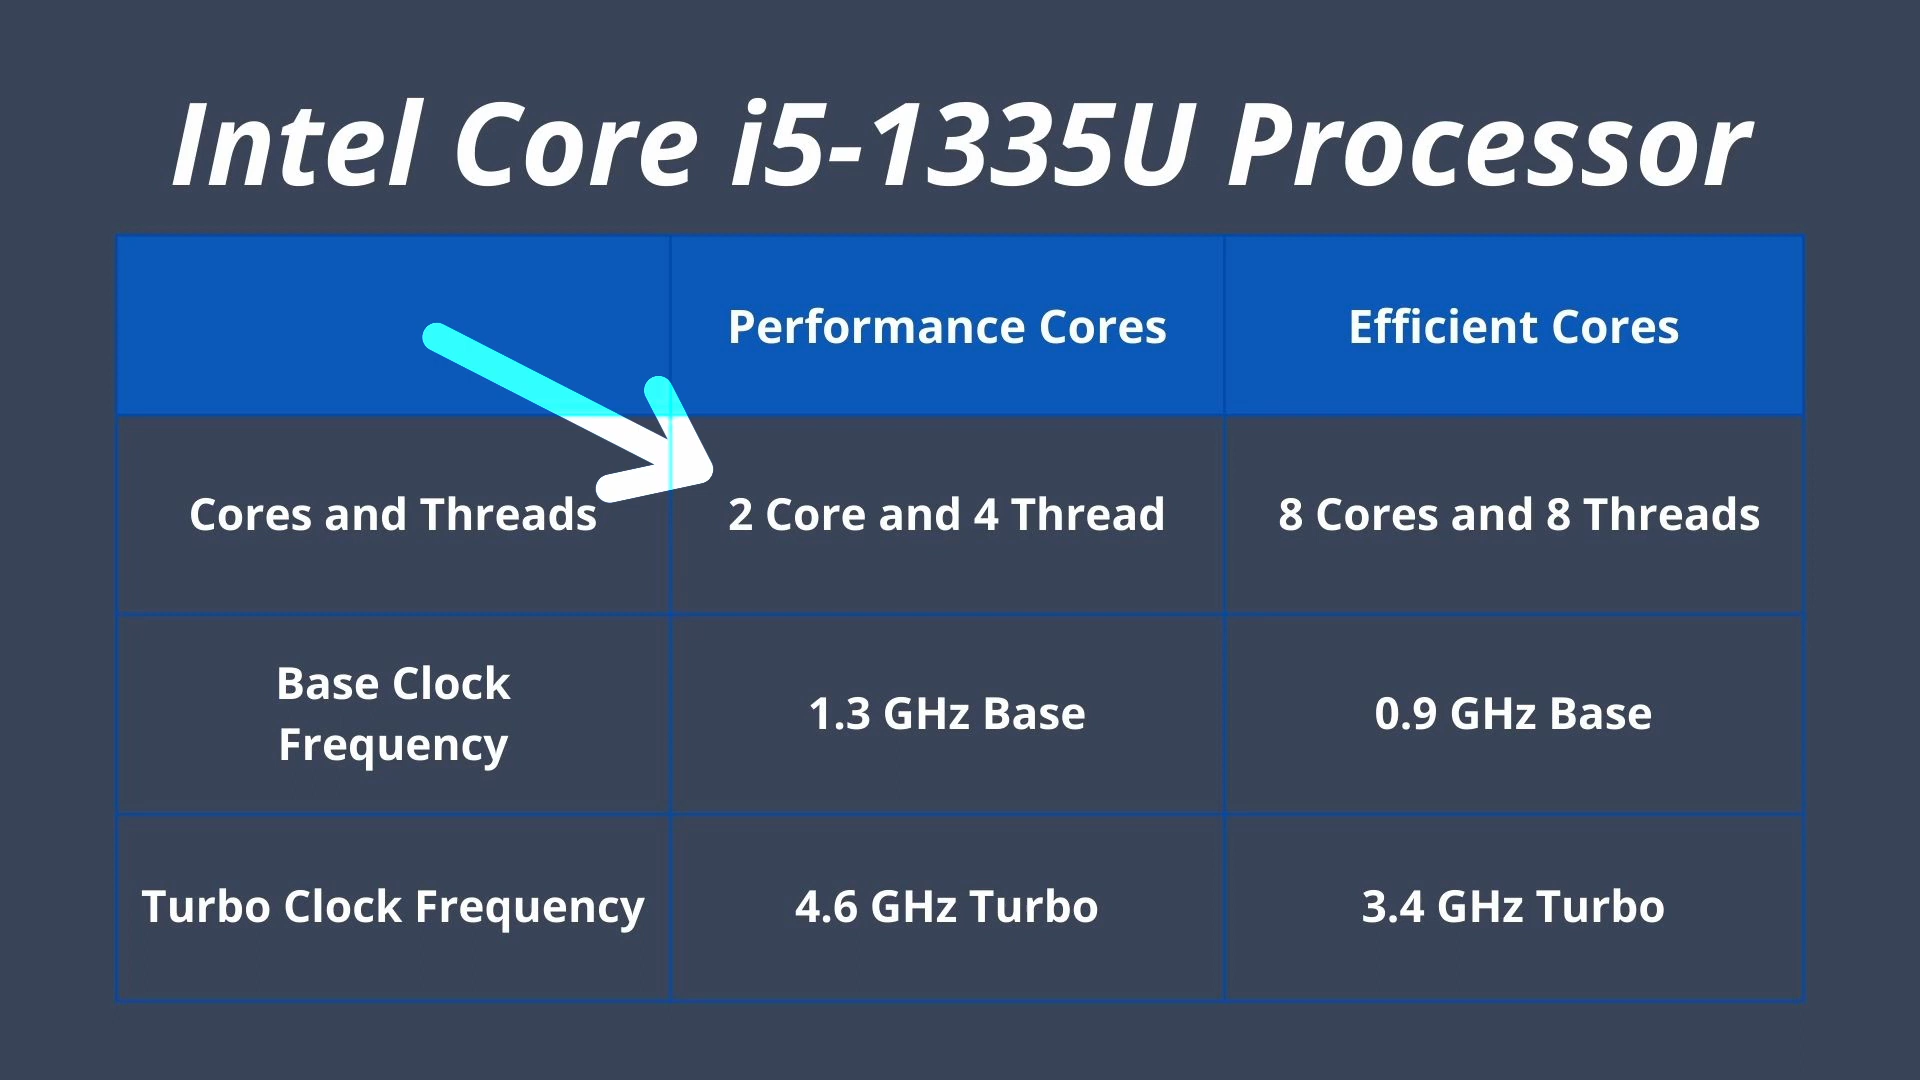 Intel Core i5-1335U Processor
Performance Cores
Efficient Cores
Cores and Threads
2 Core and 4 Thread
8 Cores and 8 Threads
Base Clock
Frequency
1.3 GHz Base
0.9 GHz Base
Turbo Clock Frequency
4.6 GHz Turbo
3.4 GHz Turbo